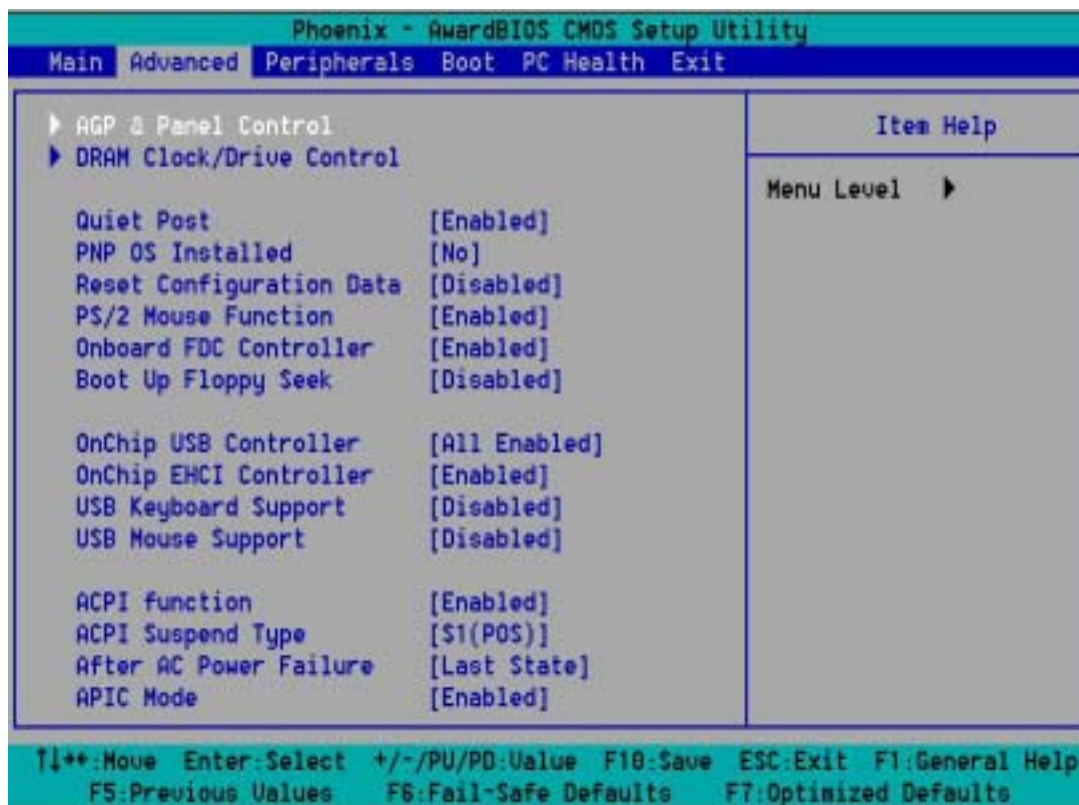 Phoenix - AwardBIOS CMOS Setup Utility
Main Advanced Peripherals Boot PC Health Exit
AGP & Panel Control
Item Help
DRAM Clock/Drive Control
Menu Level
Quiet Post [Enabled]
PNP OS Installed [No]
Reset Configuration Data [Disabled]
PS/2 Mouse Function [Enabled]
Onboard FDC Controller [Enabled]
Boot Up Floppy Seek [Disabled]
OnChip USB Controller [All Enabled]
OnChip EHCI Controller [Enabled]
USB Keyboard Support [Disabled]
USB Mouse Support [Disabled]
ACPI function [Enabled]
ACPI Suspend Type [S1(POS)]
After AC Power Failure [Last State]
APIC Mode [Enabled]
↑↓↔:Move Enter:Select +/-/PU/PD:Value F10:Save ESC:Exit F1:General Help
F5:Previous Values F6:Fail-Safe Defaults F7:Optimized Defaults